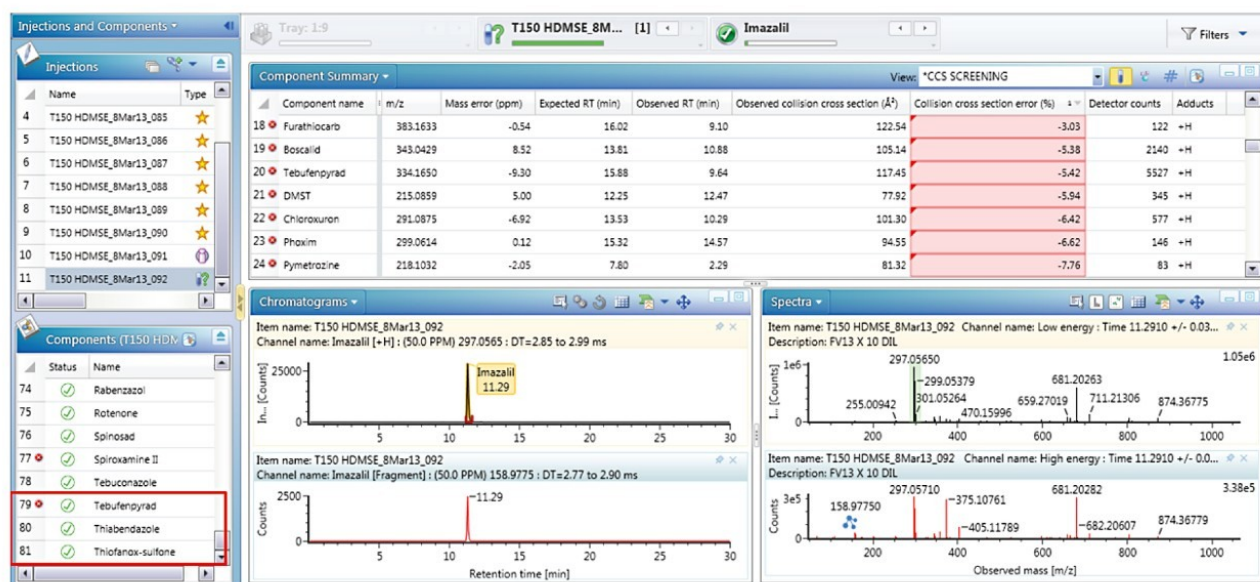 Injections and Components
Tray: 1:9
T150 HDMSE_8M... [1]
Imazalil
Filters
Injections
Name Type
4 T150 HDMSE_8Mar13_085
5 T150 HDMSE_8Mar13_086
6 T150 HDMSE_8Mar13_087
7 T150 HDMSE_8Mar13_088
8 T150 HDMSE_8Mar13_089
9 T150 HDMSE_8Mar13_090
10 T150 HDMSE_8Mar13_091
11 T150 HDMSE_8Mar13_092
Components (T150 HDM
Status Name
74 Rabenzazol
75 Rotenone
76 Spinosad
77 Spiroxamine II
78 Tebuconazole
79 Tebufenpyrad
80 Thiabendazole
81 Thiofanox-sulfone
Component Summary View: *CCS SCREENING
Component name m/z Mass error (ppm) Expected RT (min) Observed RT (min) Observed collision cross section (Å²) Collision cross section error (%) Detector counts Adducts
18 Furathiocarb 383.1633 -0.54 16.02 9.10 122.54 -3.03 122 +H
19 Boscalid 343.0429 8.52 13.81 10.88 105.14 -5.38 2140 +H
20 Tebufenpyrad 334.1650 -9.30 15.88 9.64 117.45 -5.42 5527 +H
21 DMST 215.0859 5.00 12.25 12.47 77.92 -5.94 345 +H
22 Chloroxuron 291.0875 -6.92 13.53 10.29 101.30 -6.42 577 +H
23 Phoxim 299.0614 0.12 15.32 14.57 94.55 -6.62 146 +H
24 Pymetrozine 218.1032 -2.05 7.80 2.29 81.32 -7.76 83 +H
Chromatograms
Item name: T150 HDMSE_8Mar13_092
Channel name: Imazalil [+H] : (50.0 PPM) 297.0565 : DT=2.85 to 2.99 ms
In... [Counts]
25000
0
Imazalil
11.29
5 10 15 20 25 30
Item name: T150 HDMSE_8Mar13_092
Channel name: Imazalil [Fragment] : (50.0 PPM) 158.9775 : DT=2.77 to 2.90 ms
Counts
2500
0
11.29
5 10 15 20 25 30
Retention time [min]
Spectra
Item name: T150 HDMSE_8Mar13_092 Channel name: Low energy : Time 11.2910 +/- 0.03...
Description: FV13 X 10 DIL
1.05e6
I... [Counts]
1e6
0
297.05650
299.05379
301.05264
255.00942
470.15996
659.27019
681.20263
711.21306
874.36775
200 400 600 800 1000
Item name: T150 HDMSE_8Mar13_092 Channel name: High energy : Time 11.2910 +/- 0.0...
Description: FV13 X 10 DIL
3.38e5
Counts
3e5
0
158.97750
297.05710
375.10761
405.11789
681.20282
682.20607
874.36779
200 400 600 800 1000
Observed mass [m/z]